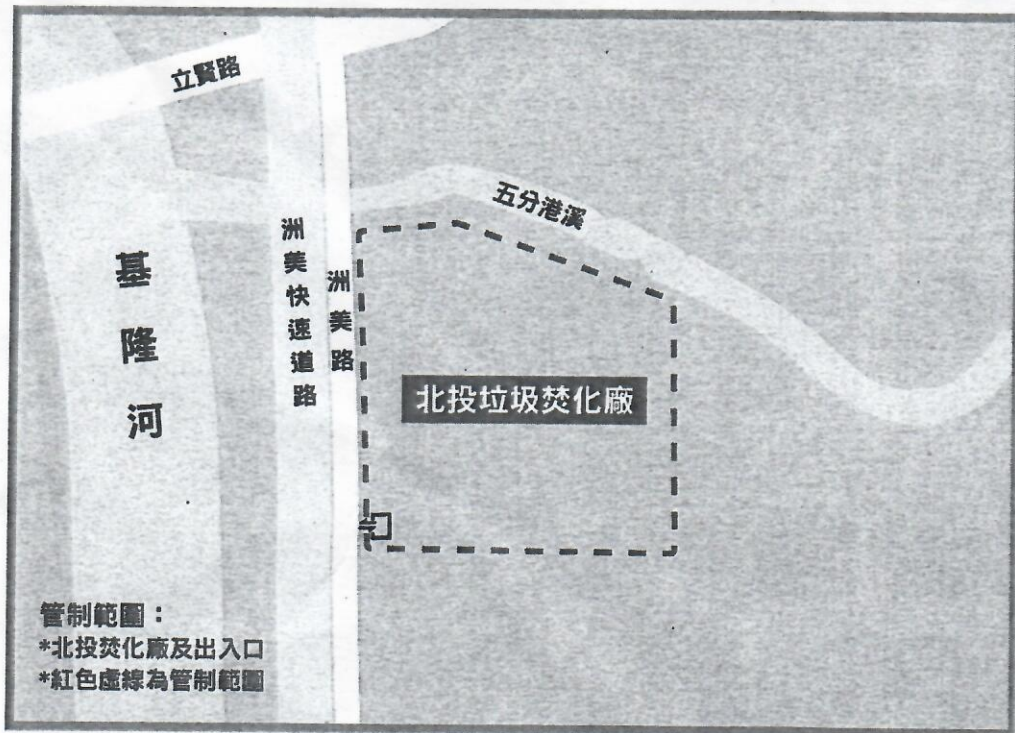 立賢路
五分港溪
基隆河
洲美快速道路
洲美路
北投垃圾焚化廠
管制範圍：
*北投焚化廠及出入口
*紅色虛線為管制範圍